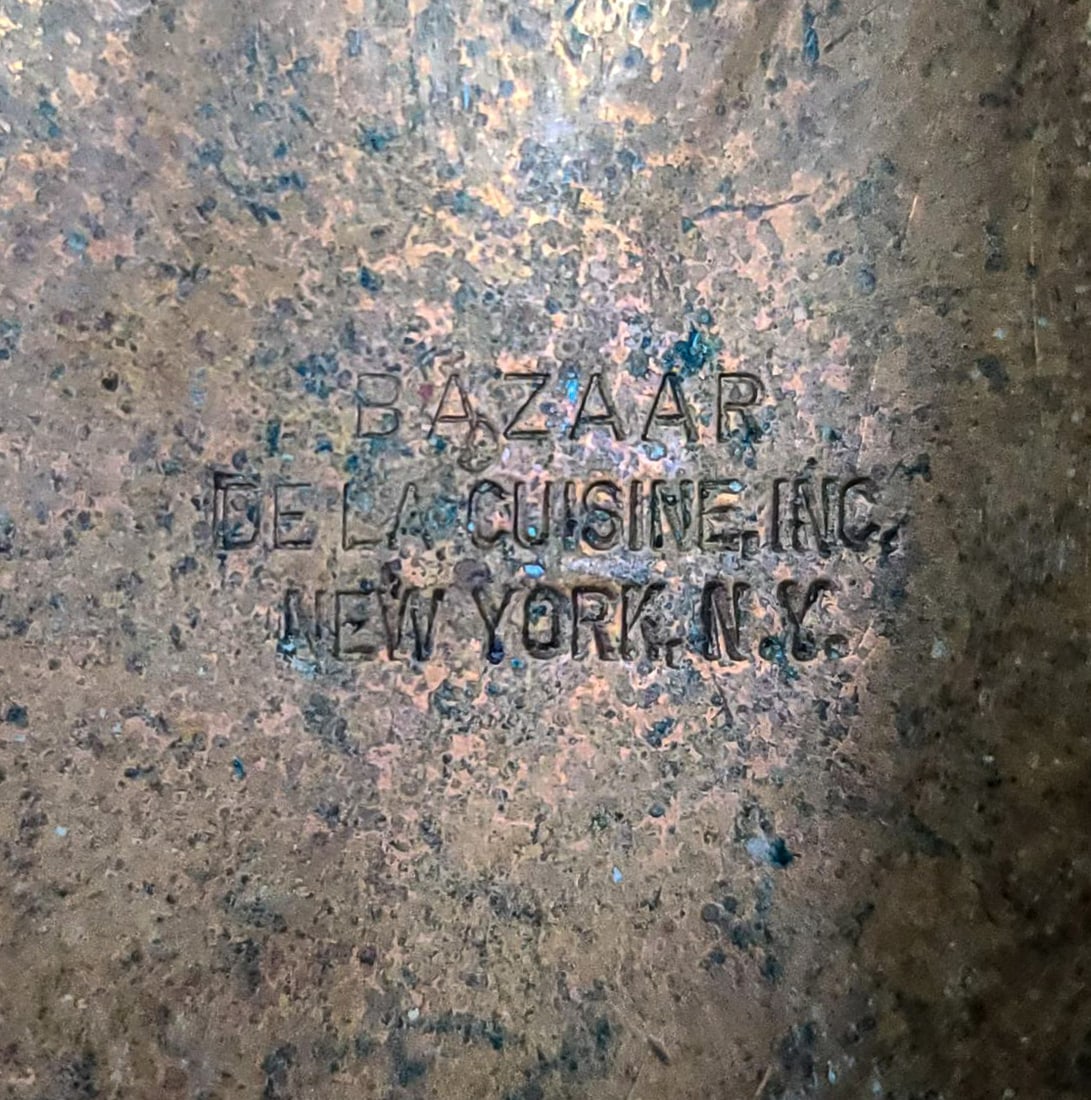 BAZAAR
DE LA CUISINE, INC.
NEW YORK, N.Y.